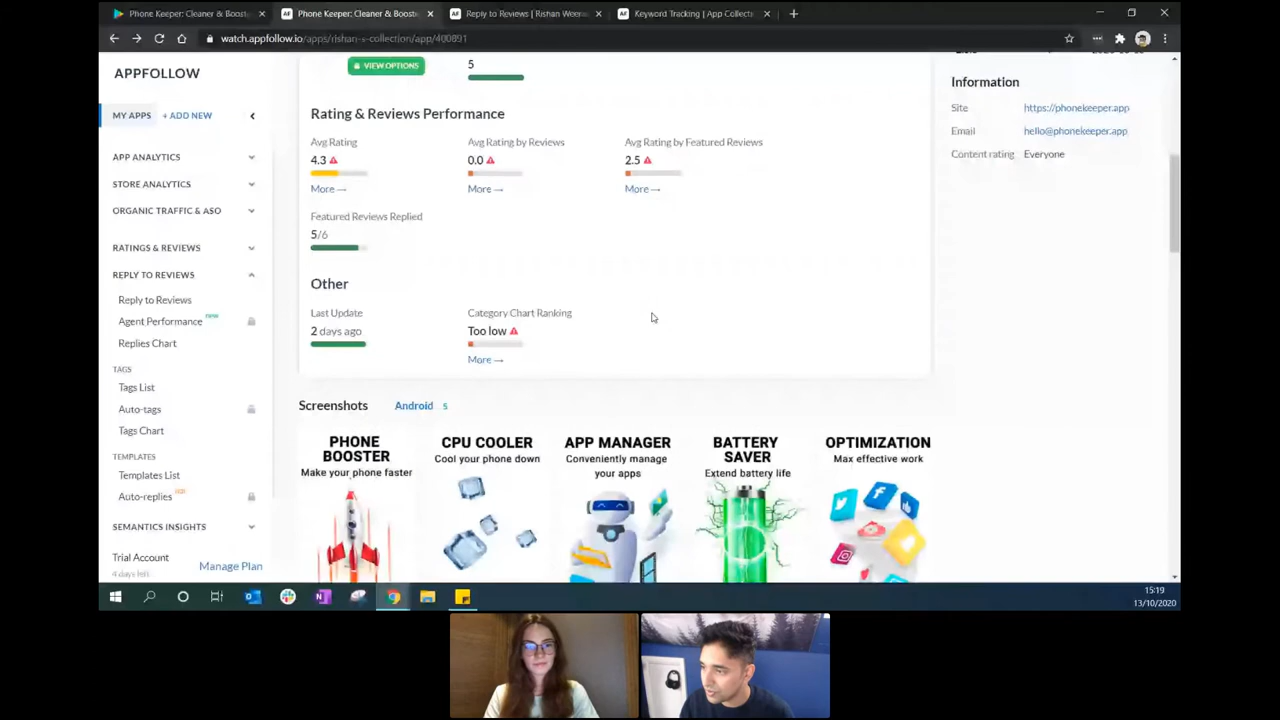 Phone Keeper: Cleaner & Booste
Phone Keeper: Cleaner & Booste
Reply to Reviews | Rishan Weera
Keyword Tracking | App Collecti
watch.appfollow.io/apps/rishan-s-collection/app/400891
APPFOLLOW
MY APPS
+ ADD NEW
APP ANALYTICS
STORE ANALYTICS
ORGANIC TRAFFIC & ASO
RATINGS & REVIEWS
REPLY TO REVIEWS
Reply to Reviews
Agent Performance new
Replies Chart
TAGS
Tags List
Auto-tags
Tags Chart
TEMPLATES
Templates List
Auto-replies
SEMANTICS INSIGHTS
Trial Account
4 days left
Manage Plan
VIEW OPTIONS
5
Rating & Reviews Performance
Avg Rating
4.3
More →
Avg Rating by Reviews
0.0
More →
Avg Rating by Featured Reviews
2.5
More →
Featured Reviews Replied
5/6
Other
Last Update
2 days ago
Category Chart Ranking
Too low
More →
Screenshots
Android 5
PHONE BOOSTER
Make your phone faster
CPU COOLER
Cool your phone down
APP MANAGER
Conveniently manage
your apps
BATTERY
SAVER
Extend battery life
OPTIMIZATION
Max effective work
Information
Site
https://phonekeeper.app
Email
hello@phonekeeper.app
Content rating
Everyone
15:19
13/10/2020